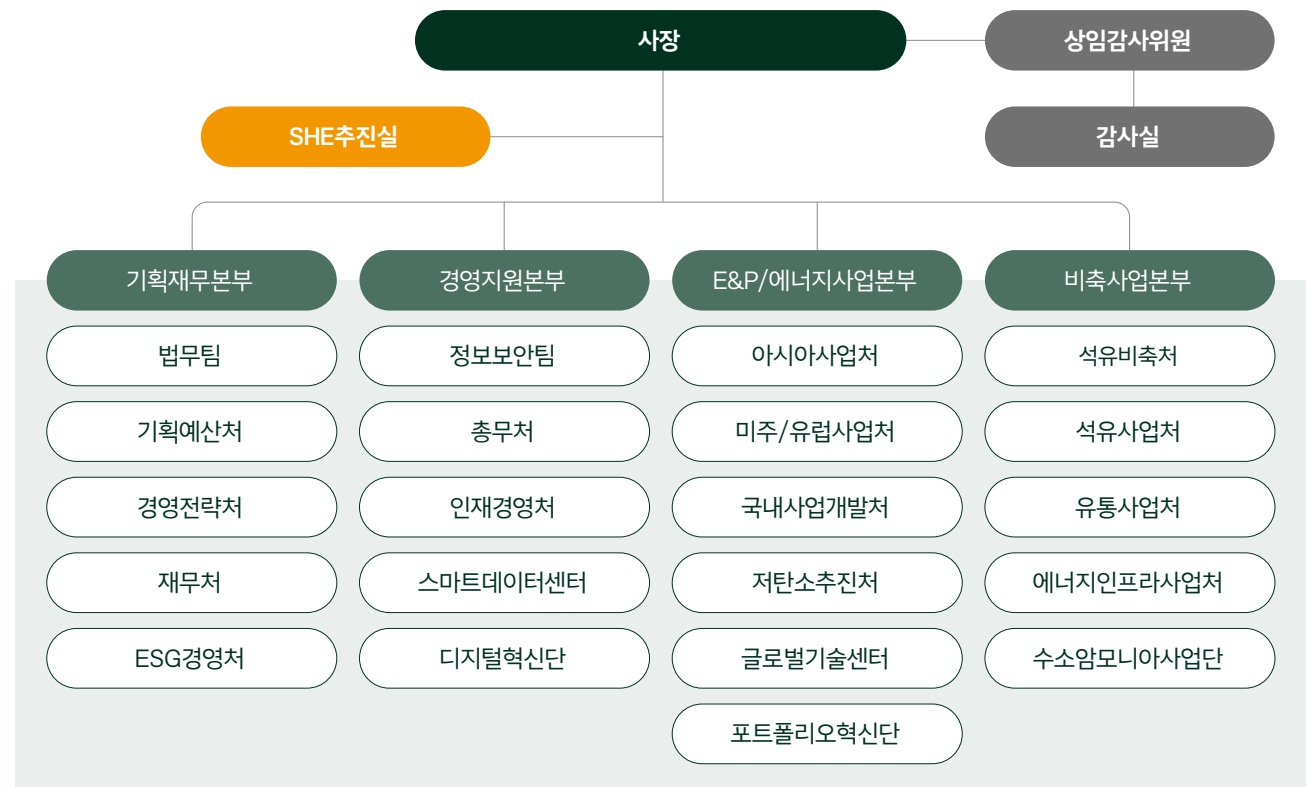 사장
상임감사위원
SHE추진실
감사실
기획재무본부
경영지원본부
E&P/에너지사업본부
비축사업본부
법무팀
정보보안팀
아시아사업처
석유비축처
기획예산처
총무처
미주/유럽사업처
석유사업처
경영전략처
인재경영처
국내사업개발처
유통사업처
재무처
스마트데이터센터
저탄소추진처
에너지인프라사업처
ESG경영처
디지털혁신단
글로벌기술센터
수소암모니아사업단
포트폴리오혁신단